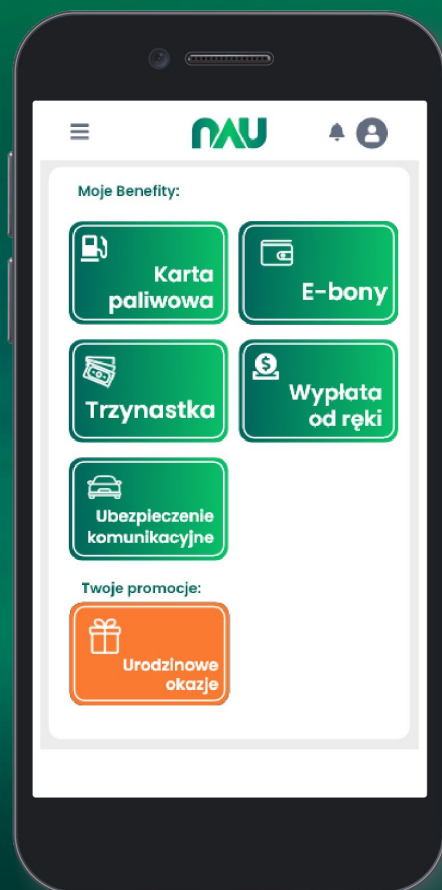 NAU
Moje Benefity:
Karta
paliwowa
E-bony
Trzynastka
Wypłata
od ręki
Ubezpieczenie
komunikacyjne
Twoje promocje:
Urodzinowe
okazje